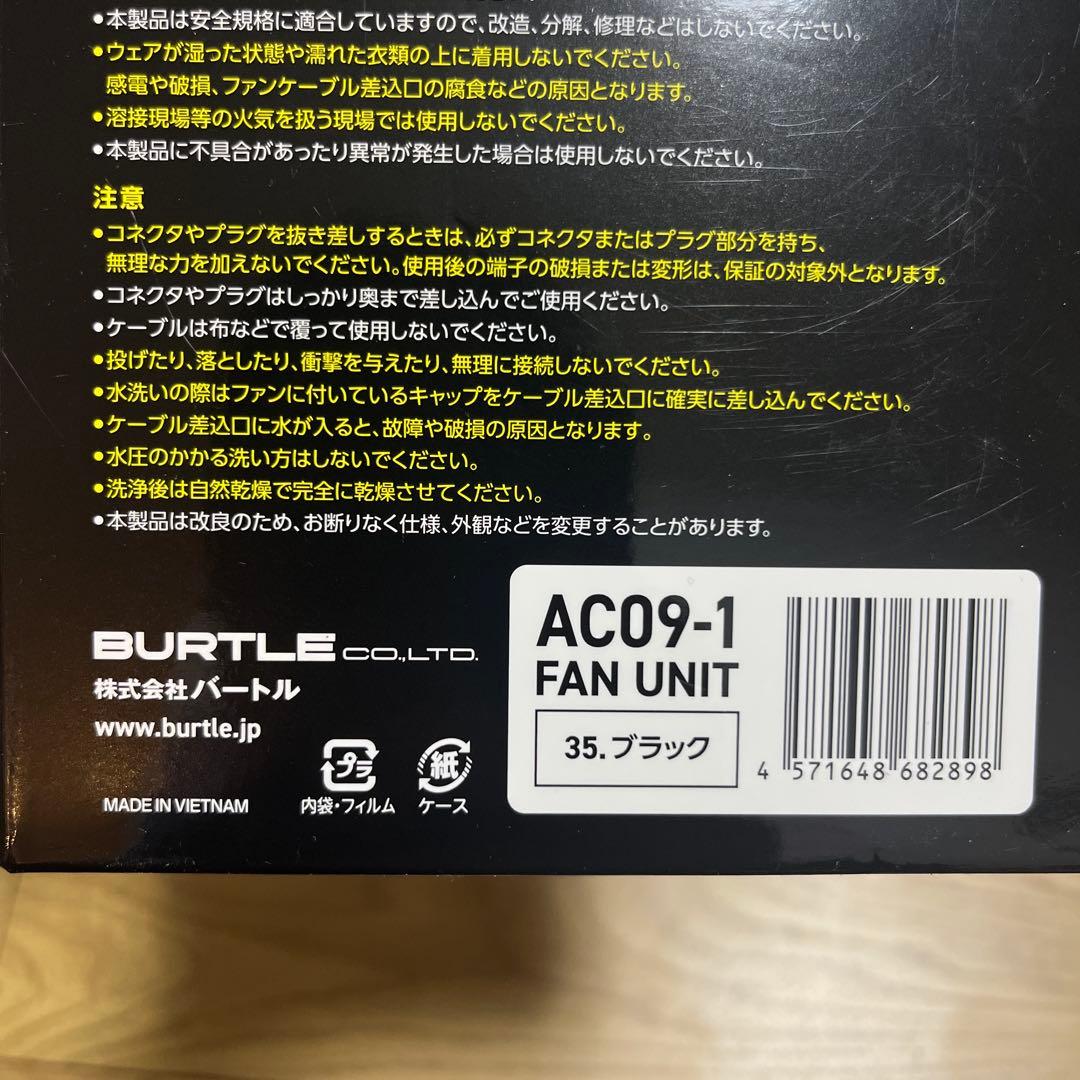 •本製品は安全規格に適合していますので、改造、分解、修理などはしないでください。
•ウェアが湿った状態や濡れた衣類の上に着用しないでください。
感電や破損、ファンケーブル差込口の腐食などの原因となります。
•溶接現場等の火気を扱う現場では使用しないでください。
•本製品に不具合があったり異常が発生した場合は使用しないでください。
注意
•コネクタやプラグを抜き差しするときは、必ずコネクタまたはプラグ部分を持ち、
無理な力を加えないでください。使用後の端子の破損または変形は、保証の対象外となります。
•コネクタやプラグはしっかり奥まで差し込んでご使用ください。
•ケーブルは布などで覆って使用しないでください。
•投げたり、落としたり、衝撃を与えたり、無理に接続しないでください。
•水洗いの際はファンに付いているキャップをケーブル差込口に確実に差し込んでください。
•ケーブル差込口に水が入ると、故障や破損の原因となります。
•水圧のかかる洗い方はしないでください。
•洗浄後は自然乾燥で完全に乾燥させてください。
•本製品は改良のため、お断りなく仕様、外観などを変更することがあります。
BURTLE CO.,LTD.
株式会社バートル
www.burtle.jp
MADE IN VIETNAM
プラ
内袋・フィルム
紙
ケース
AC09-1
FAN UNIT
35. ブラック
4 571648 682898